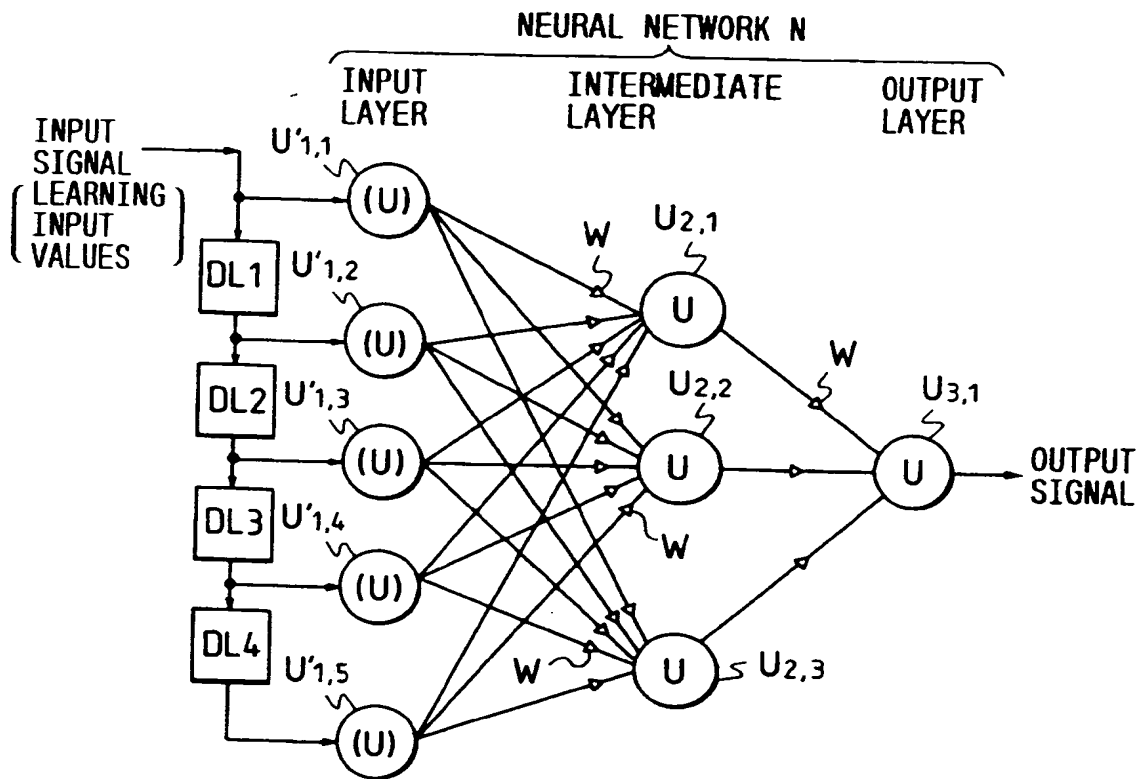 NEURAL NETWORK N
INPUT
LAYER
INTERMEDIATE
LAYER
OUTPUT
LAYER
INPUT
SIGNAL
LEARNING
INPUT
VALUES
U'1,1
(U)
DL1
U'1,2
(U)
DL2
U'1,3
(U)
DL3
U'1,4
(U)
DL4
U'1,5
(U)
W
U2,1
U
U2,2
U
W
W
U
U2,3
W
U3,1
U
OUTPUT
SIGNAL